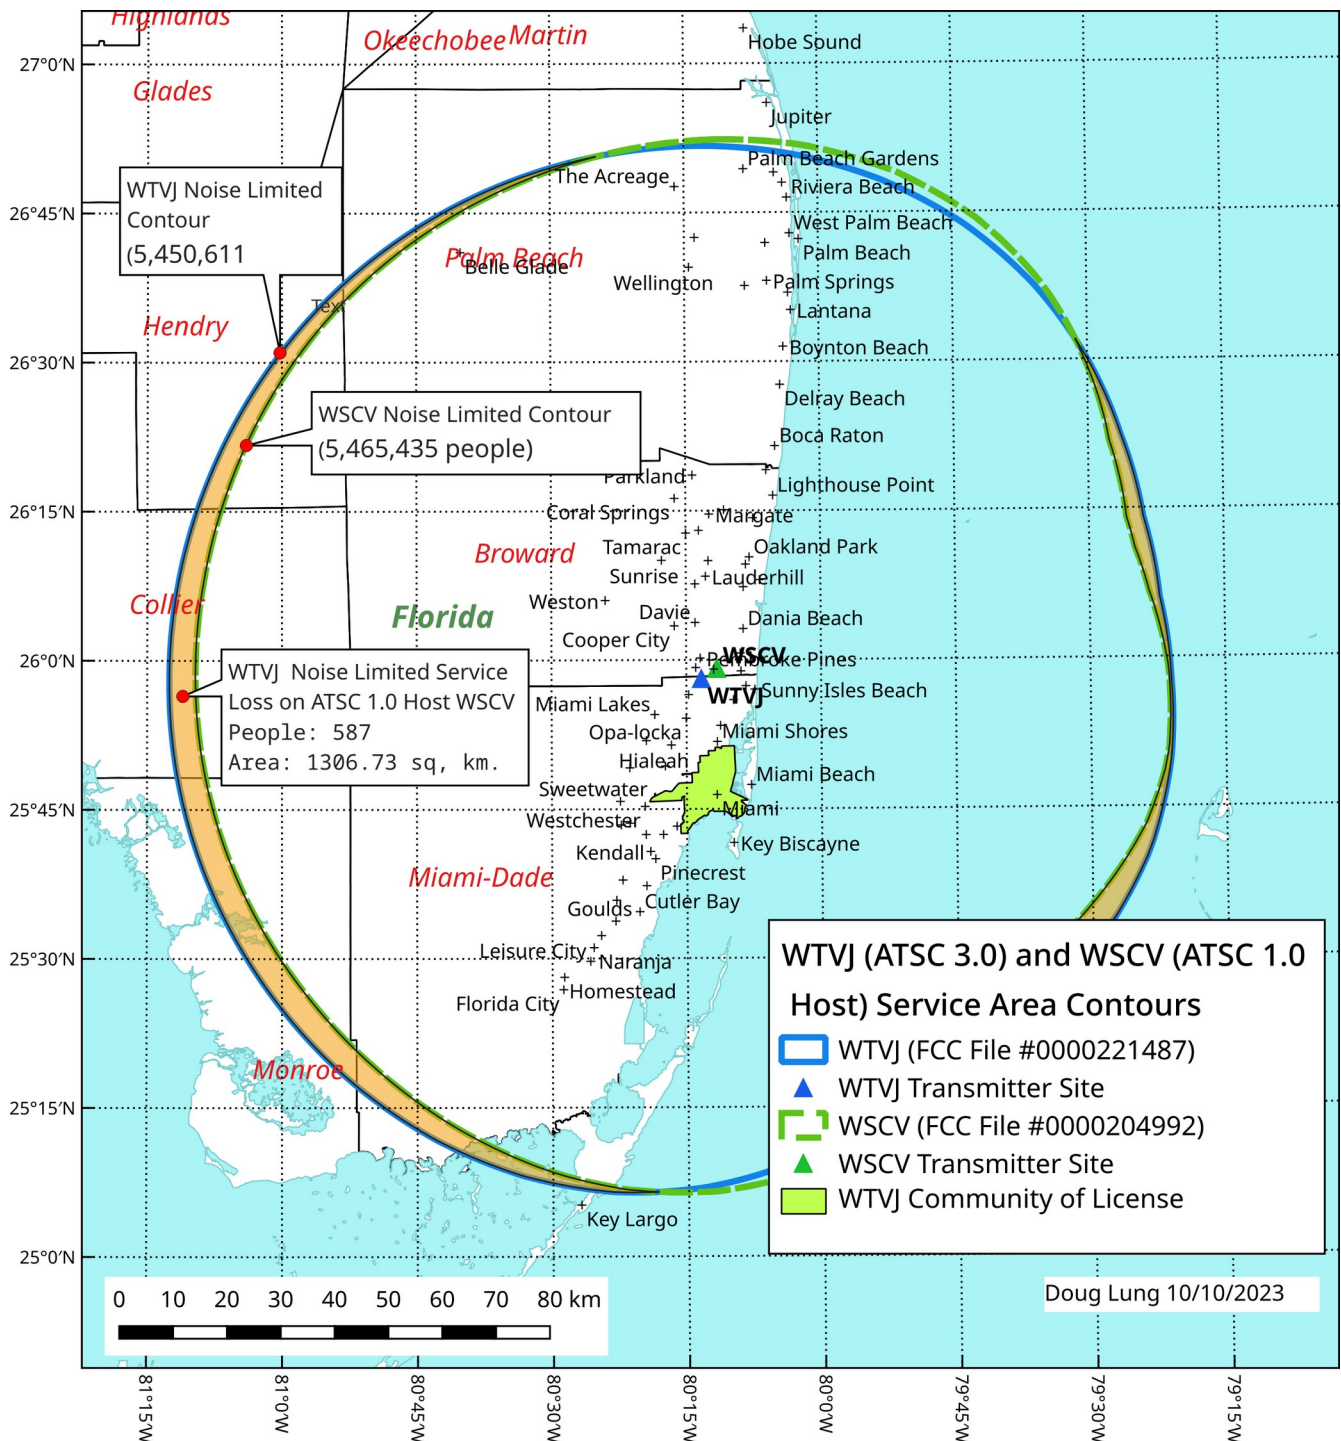 Highlands
Okeechobee
Martin
Hobe Sound
27°0'N
Glades
Jupiter
Palm Beach Gardens
The Acreage
WTVJ Noise Limited
Contour
(5,450,611
Riviera Beach
26°45'N
West Palm Beach
Palm Beach
Palm Beach
Belle Glade
Wellington
Palm Springs
Text
Lantana
Hendry
Boynton Beach
26°30'N
Delray Beach
WSCV Noise Limited Contour
(5,465,435 people)
Boca Raton
Parkland
Lighthouse Point
26°15'N
Coral Springs
Margate
Tamarac
Oakland Park
Broward
Sunrise
Lauderhill
Collier
Weston
Florida
Davie
Dania Beach
Cooper City
26°0'N
WSCV
Pembroke Pines
WTVJ  Noise Limited Service
Loss on ATSC 1.0 Host WSCV
People: 587
Area: 1306.73 sq, km.
Sunny Isles Beach
WTVJ
Miami Lakes
Opa-locka
Miami Shores
Hialeah
Miami Beach
Sweetwater
25°45'N
Miami
Westchester
Key Biscayne
Kendall
Miami-Dade
Pinecrest
Cutler Bay
Goulds
Leisure City
25°30'N
Naranja
Homestead
Florida City
Monroe
25°15'N
Key Largo
25°0'N
WTVJ (ATSC 3.0) and WSCV (ATSC 1.0
Host) Service Area Contours
WTVJ (FCC File #0000221487)
WTVJ Transmitter Site
WSCV (FCC File #0000204992)
WSCV Transmitter Site
WTVJ Community of License
0 10 20 30 40 50 60 70 80 km
Doug Lung 10/10/2023
81°15'W
81°0'W
80°45'W
80°30'W
80°15'W
80°0'W
79°45'W
79°30'W
79°15'W